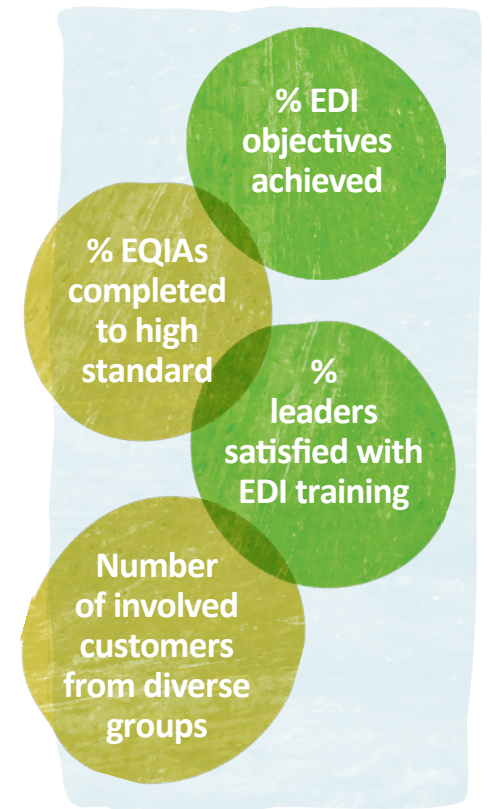 % EDI
objectives
achieved
% EQIAs
completed
to high
standard
%
leaders
satisfied with
EDI training
Number
of involved
customers
from diverse
groups